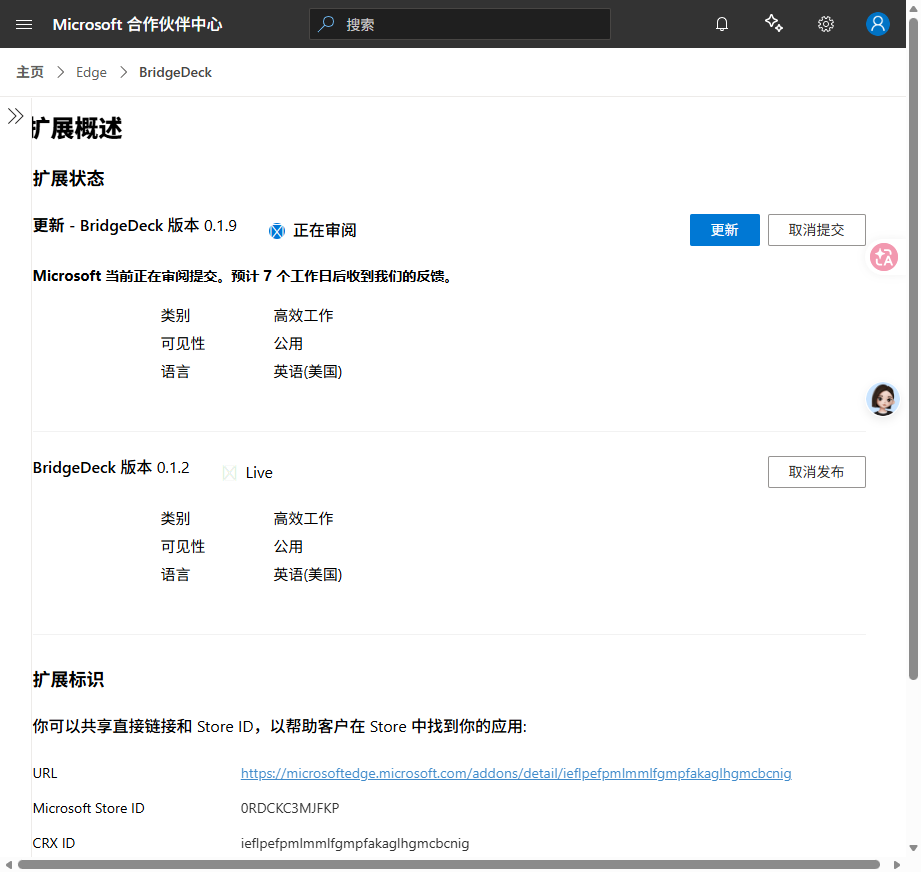 Microsoft 合作伙伴中心
搜索
主页 > Edge > BridgeDeck
扩展概述
扩展状态
更新 - BridgeDeck 版本 0.1.9
正在审阅
更新
取消提交
Microsoft 当前正在审阅提交。预计 7 个工作日后收到我们的反馈。
类别 高效工作
可见性 公用
语言 英语(美国)
BridgeDeck 版本 0.1.2
Live
取消发布
类别 高效工作
可见性 公用
语言 英语(美国)
扩展标识
你可以共享直接链接和 Store ID，以帮助客户在 Store 中找到你的应用:
URL https://microsoftedge.microsoft.com/addons/detail/ieflpefpmlmmlfgmpfakaglhgmcbcnig
Microsoft Store ID 0RDCKC3MJFKP
CRX ID ieflpefpmlmmlfgmpfakaglhgmcbcnig